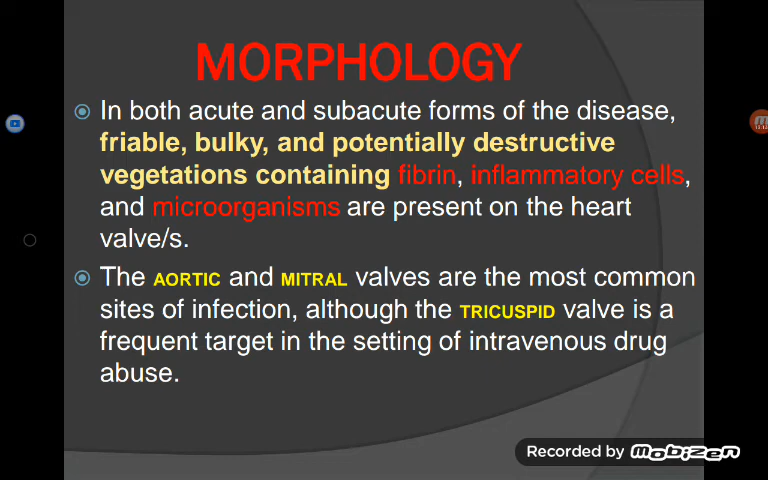 MORPHOLOGY
In both acute and subacute forms of the disease,
friable, bulky, and potentially destructive
vegetations containing fibrin, inflammatory cells,
and microorganisms are present on the heart
valve/s.
The AORTIC and MITRAL valves are the most common
sites of infection, although the TRICUSPID valve is a
frequent target in the setting of intravenous drug
abuse.
Recorded by Mobizen